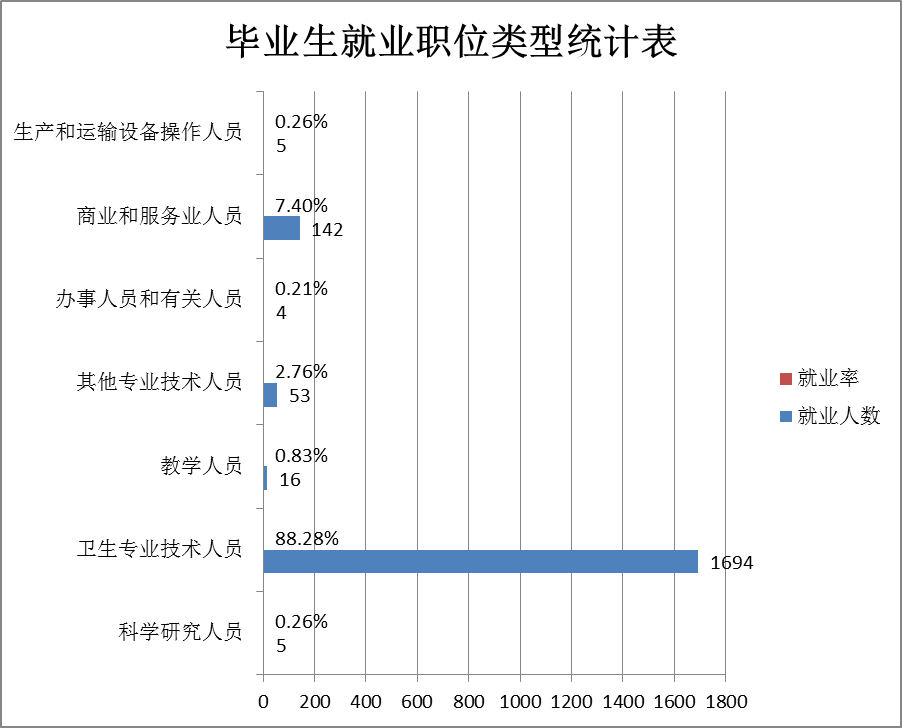 毕业生就业职位类型统计表
生产和运输设备操作人员
0.26%
5
商业和服务业人员
7.40%
142
办事人员和有关人员
0.21%
4
其他专业技术人员
2.76%
53
教学人员
0.83%
16
卫生专业技术人员
88.28%
1694
科学研究人员
0.26%
5
就业率
就业人数
0 200 400 600 800 1000 1200 1400 1600 1800